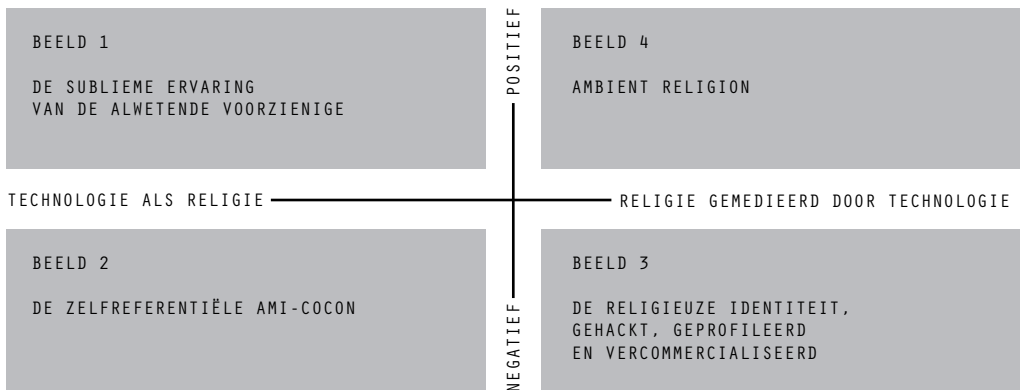 BEELD 1
DE SUBLIEME ERVARING
VAN DE ALWETENDE VOORZIENIGE
POSITIEF
BEELD 4
AMBIENT RELIGION
TECHNOLOGIE ALS RELIGIE
RELIGIE GEMEDIEERD DOOR TECHNOLOGIE
BEELD 2
DE ZELFREFERENTIËLE AMI-COCON
NEGATIEF
BEELD 3
DE RELIGIEUZE IDENTITEIT,
GEHACKT, GEPROFILEERD
EN VERCOMMERCIALISEERD